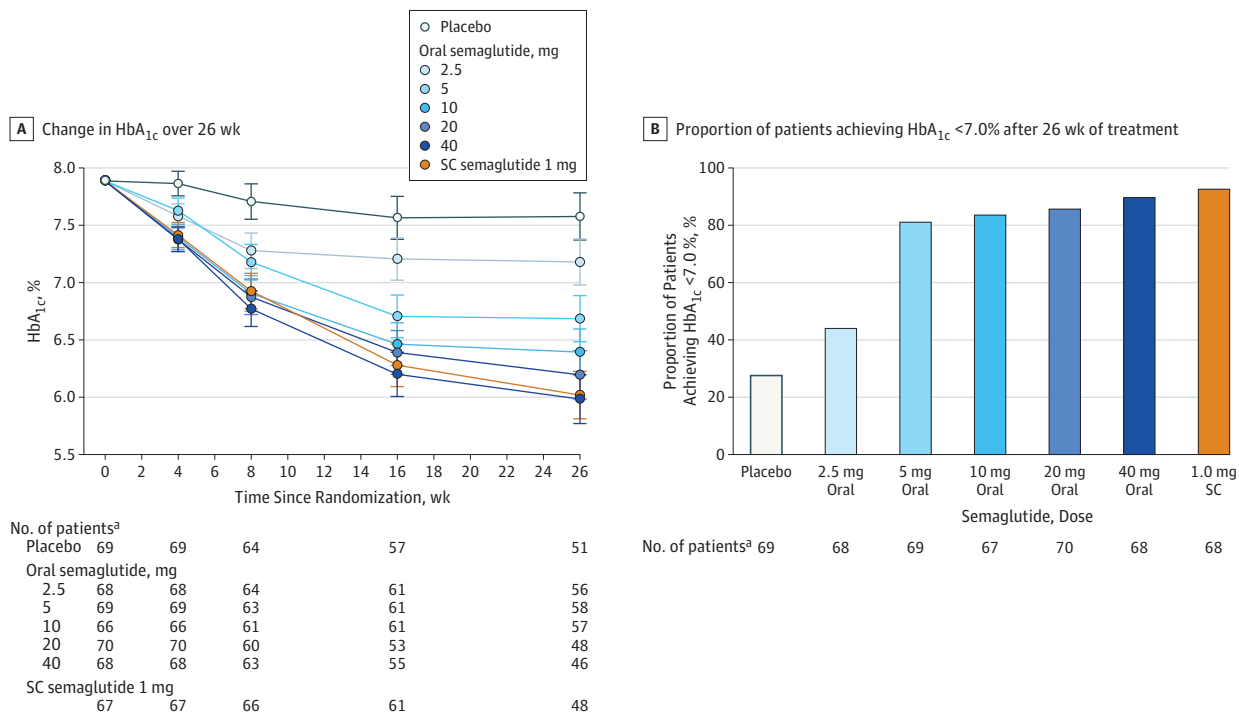 Placebo
Oral semaglutide, mg
2.5
5
10
20
40
SC semaglutide 1 mg
A Change in HbA1c over 26 wk
8.0
7.5
7.0
6.5
6.0
5.5
HbA1c, %
0 2 4 6 8 10 12 14 16 18 20 22 24 26
Time Since Randomization, wk
No. of patientsa
Placebo 69 69 64 57 51
Oral semaglutide, mg
2.5 68 68 64 61 56
5 69 69 63 61 58
10 66 66 61 61 57
20 70 70 60 53 48
40 68 68 63 55 46
SC semaglutide 1 mg
67 67 66 61 48
B Proportion of patients achieving HbA1c <7.0% after 26 wk of treatment
100
80
60
40
20
0
Proportion of Patients
Achieving HbA1c <7.0 %, %
Placebo 2.5 mg 5 mg 10 mg 20 mg 40 mg 1.0 mg
Oral Oral Oral Oral Oral SC
Semaglutide, Dose
No. of patientsa 69 68 69 67 70 68 68